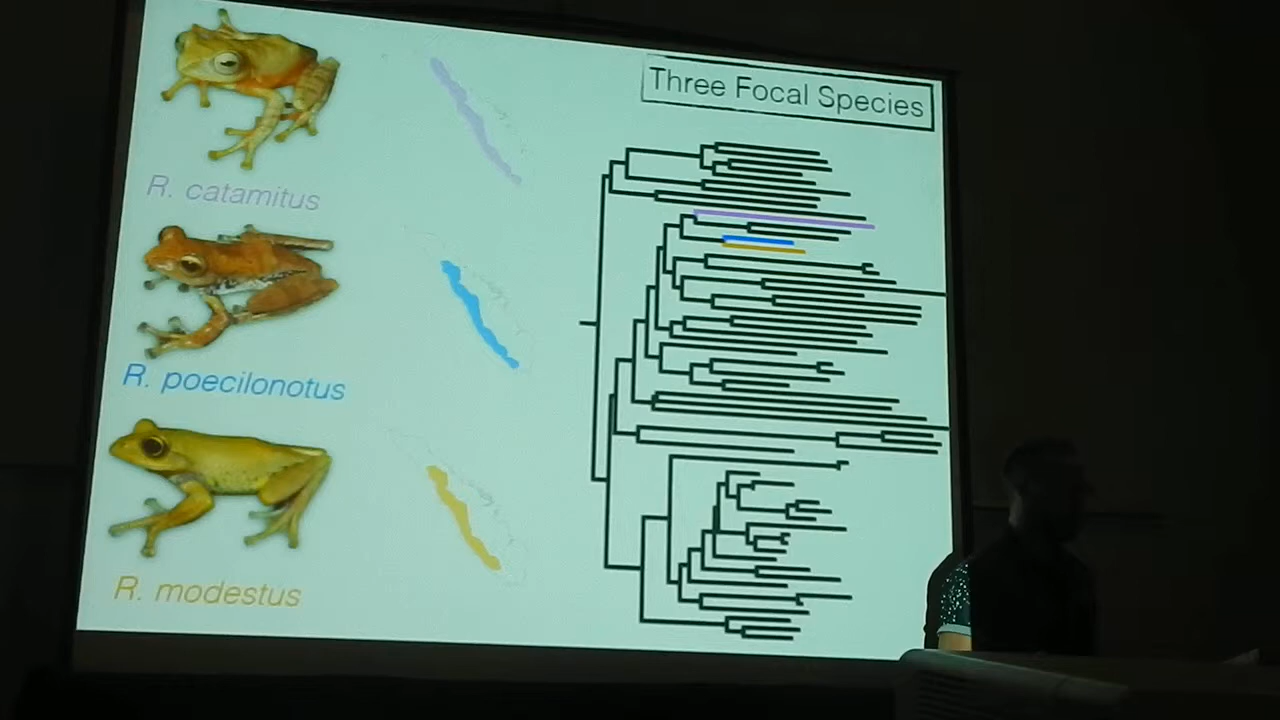 Three Focal Species
R. catamitus
R. poecilonotus
R. modestus